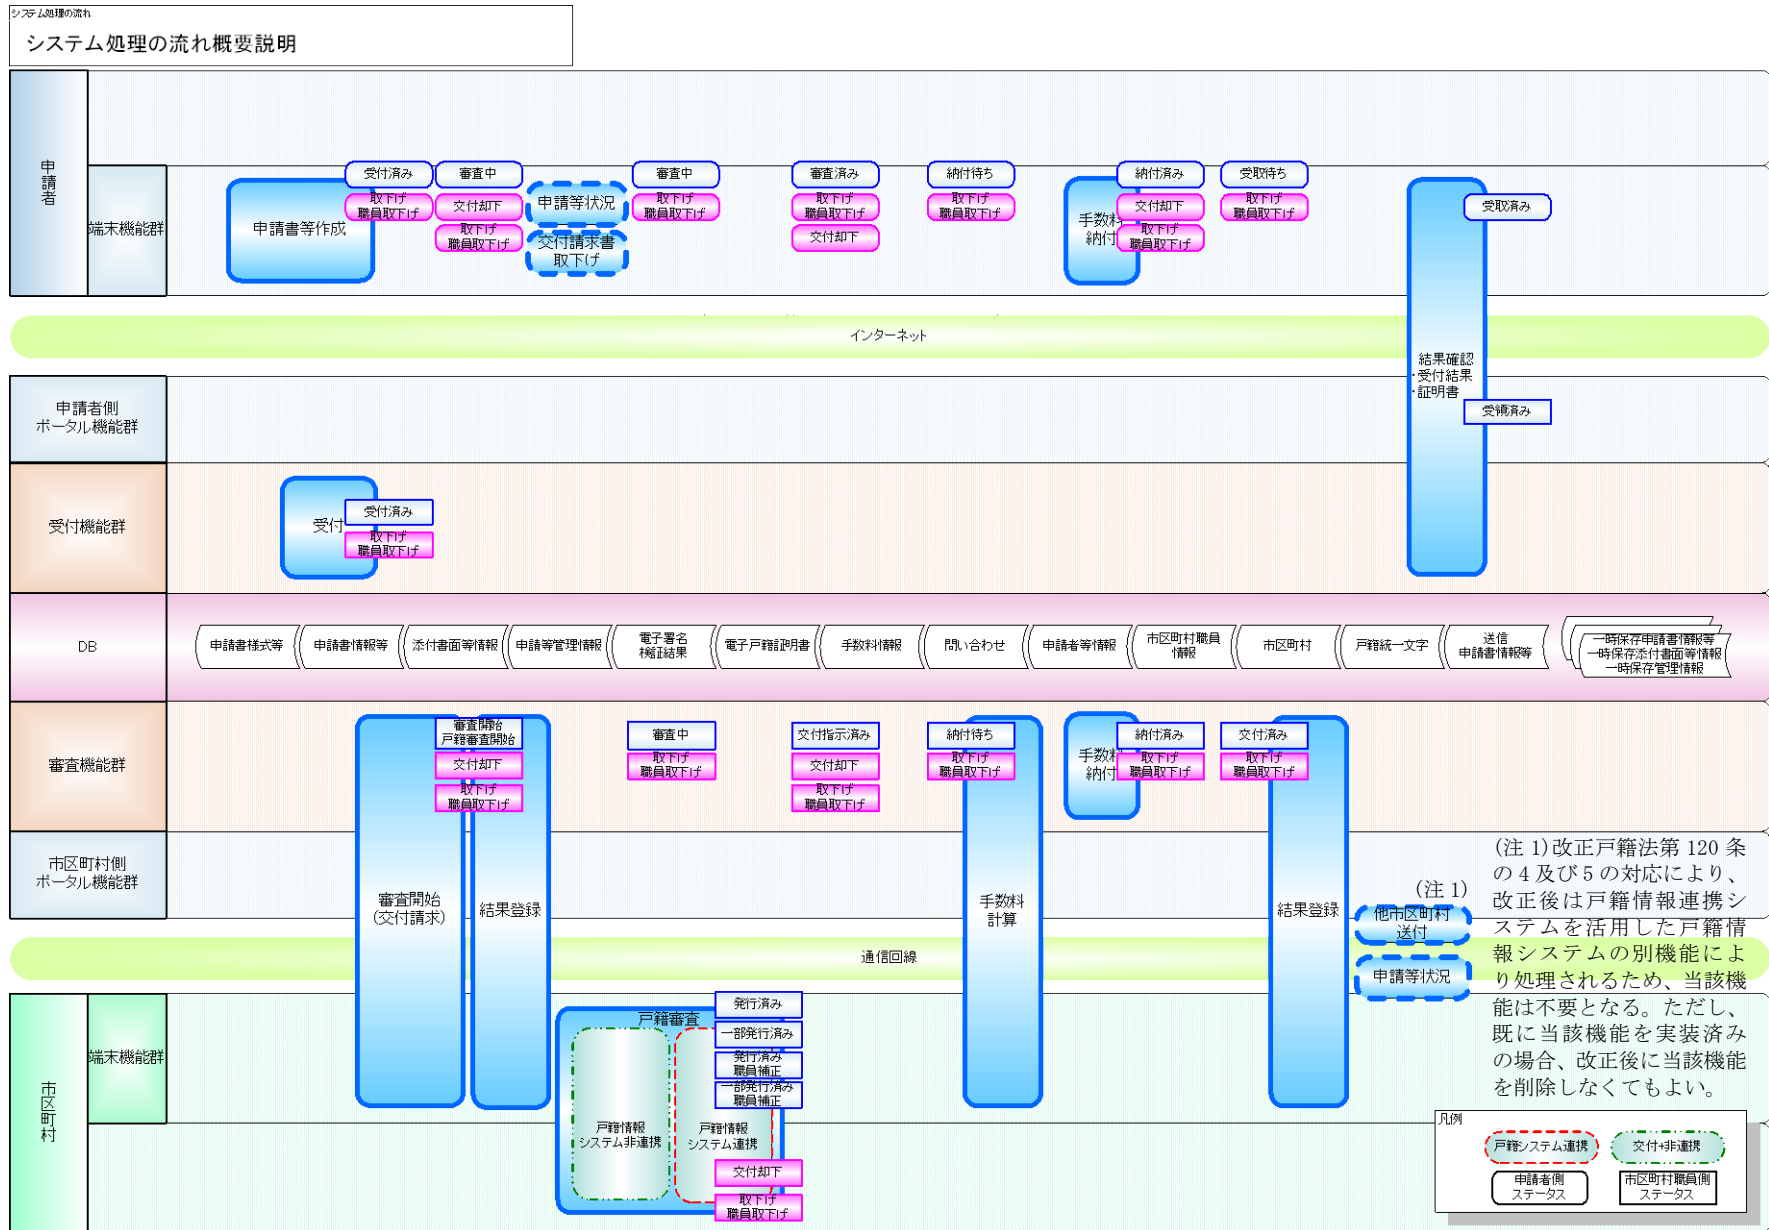 システム処理の流れ
システム処理の流れ概要説明
申請者
端末機能群
申請書等作成
受付済み
取下げ
職員取下げ
審査中
交付却下
取下げ
職員取下げ
申請等状況
交付請求書
取下げ
審査中
取下げ
職員取下げ
審査済み
取下げ
職員取下げ
交付却下
納付待ち
取下げ
職員取下げ
手数料
納付
納付済み
交付却下
取下げ
職員取下げ
受取待ち
取下げ
職員取下げ
受取済み
インターネット
結果確認
・受付結果
・証明書
申請者側
ポータル機能群
受領済み
受付機能群
受付
受付済み
取下げ
職員取下げ
DB
申請書様式等
申請書情報等
添付書面等情報
申請等管理情報
電子署名
検証結果
電子戸籍証明書
手数料情報
問い合わせ
申請者等情報
市区町村職員
情報
市区町村
戸籍統一文字
送信
申請書情報等
一時保存申請書情報等
一時保存添付書面等情報
一時保存管理情報
審査機能群
審査開始
戸籍審査開始
交付却下
取下げ
職員取下げ
審査中
取下げ
職員取下げ
交付指示済み
交付却下
取下げ
職員取下げ
納付待ち
取下げ
職員取下げ
手数料
納付
納付済み
取下げ
職員取下げ
交付済み
取下げ
職員取下げ
市区町村側
ポータル機能群
審査開始
(交付請求)
結果登録
手数料
計算
結果登録
(注 1)
他市区町村
送付
申請等状況
(注 1)改正戸籍法第 120 条
の 4 及び 5 の対応により、
改正後は戸籍情報連携シ
ステムを活用した戸籍情
報システムの別機能によ
り処理されるため、当該機
能は不要となる。ただし、
既に当該機能を実装済み
の場合、改正後に当該機能
を削除しなくてもよい。
通信回線
市区町村
端末機能群
戸籍審査
発行済み
一部発行済み
発行済み
職員補正
一部発行済み
職員補正
戸籍情報
システム非連携
戸籍情報
システム連携
交付却下
取下げ
職員取下げ
凡例
戸籍システム連携
交付+非連携
申請者側
ステータス
市区町村職員側
ステータス